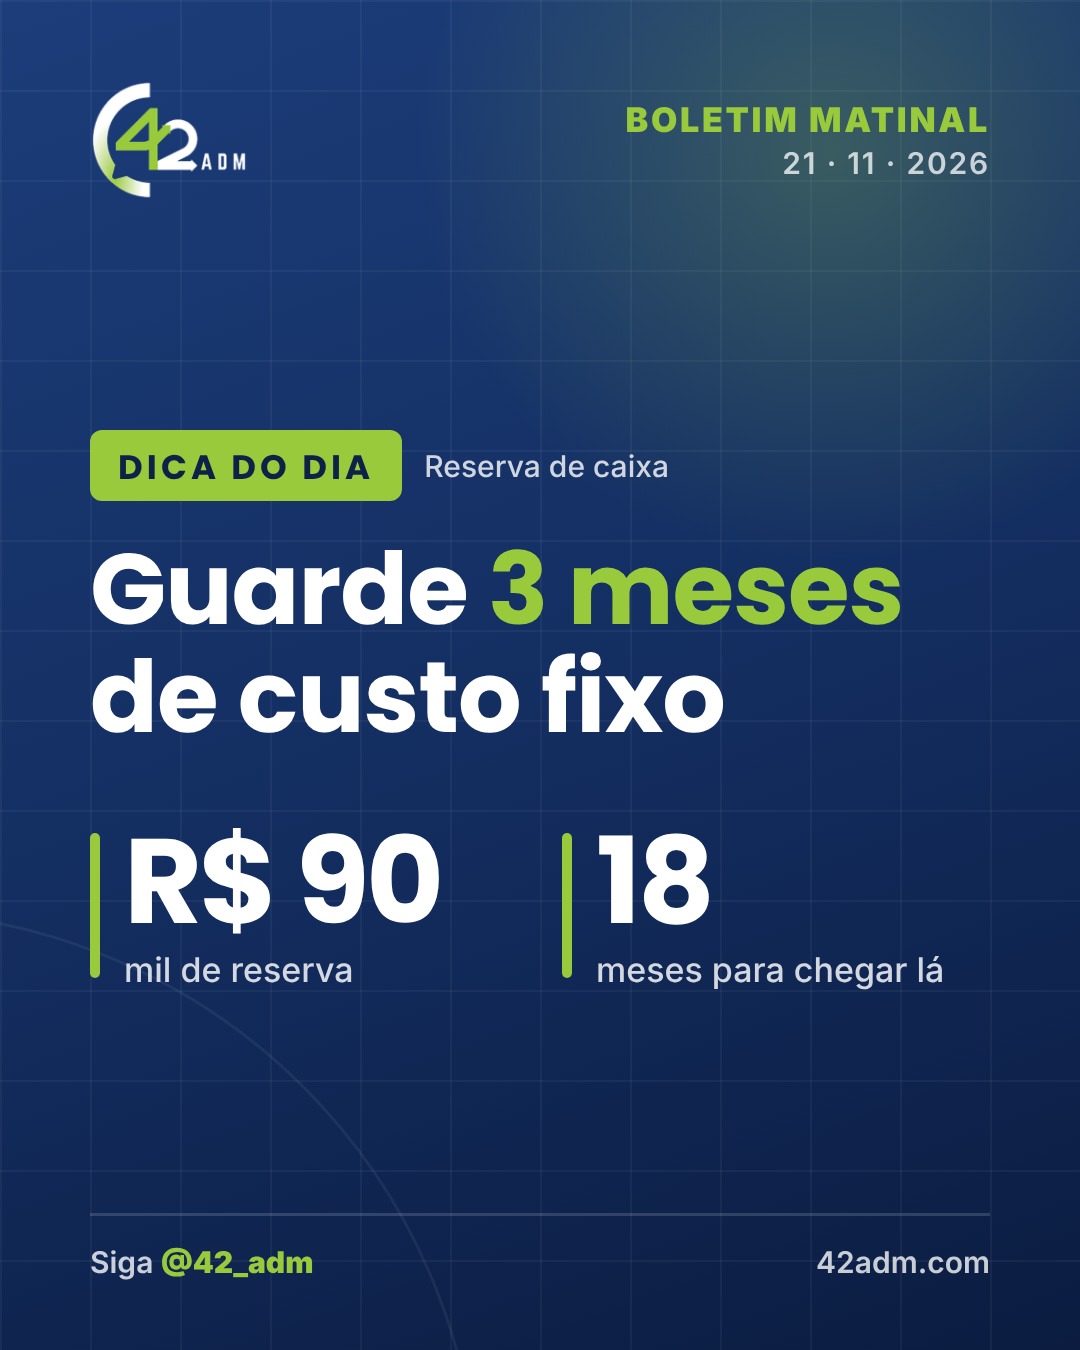 42 ADM
BOLETIM MATINAL
21 · 11 · 2026
DICA DO DIA
Reserva de caixa
Guarde 3 meses
de custo fixo
R$ 90
mil de reserva
18
meses para chegar lá
Siga @42_adm
42adm.com